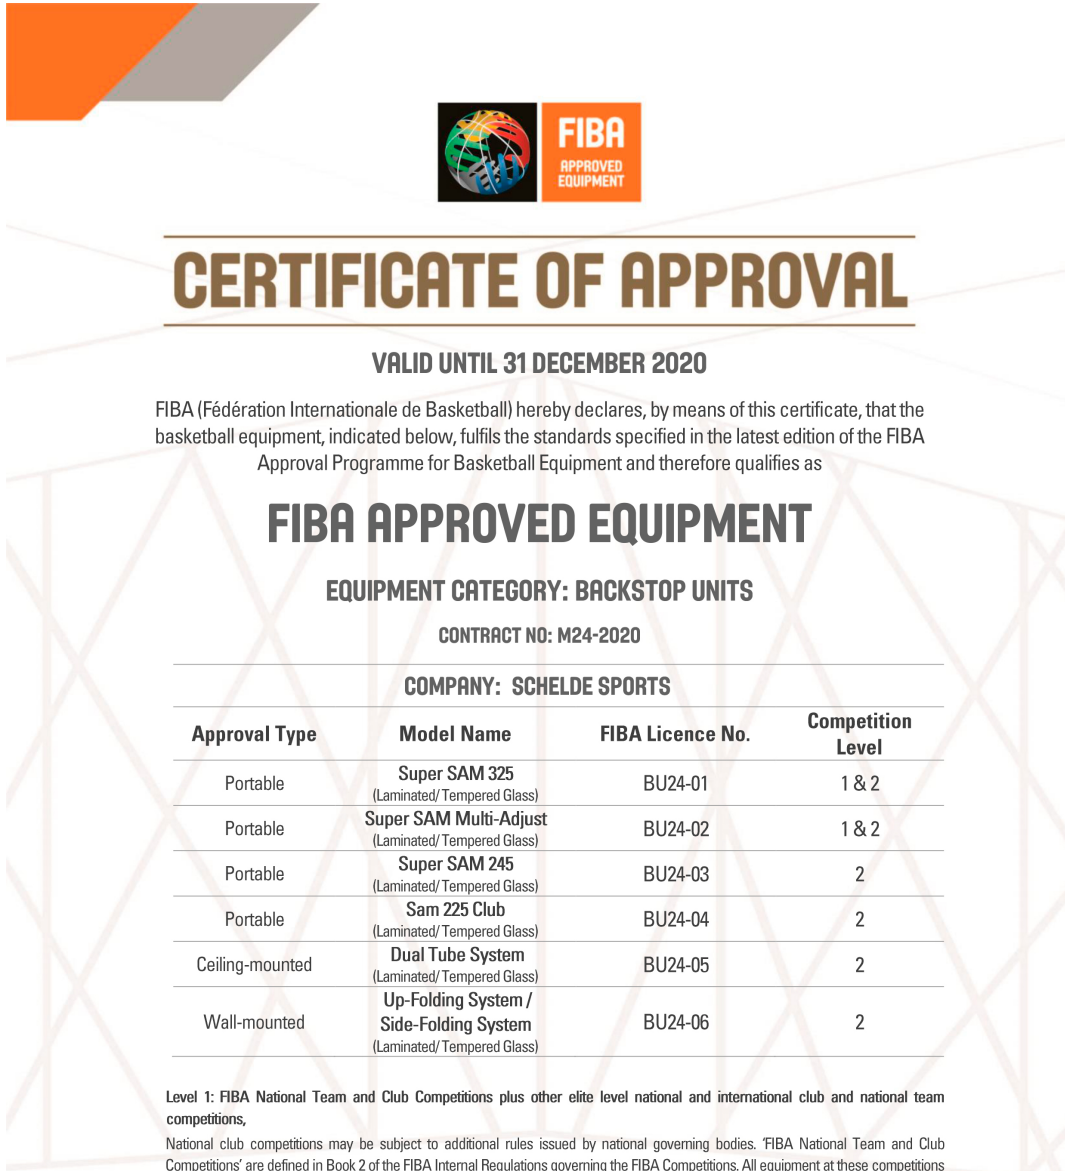 FIBA
APPROVED
EQUIPMENT
CERTIFICATE OF APPROVAL
VALID UNTIL 31 DECEMBER 2020
FIBA (Fédération Internationale de Basketball) hereby declares, by means of this certificate, that the
basketball equipment, indicated below, fulfils the standards specified in the latest edition of the FIBA
Approval Programme for Basketball Equipment and therefore qualifies as
FIBA APPROVED EQUIPMENT
EQUIPMENT CATEGORY: BACKSTOP UNITS
CONTRACT NO: M24-2020
COMPANY: SCHELDE SPORTS
Approval Type Model Name FIBA Licence No. Competition
Level
Portable Super SAM 325 BU24-01 1 & 2
(Laminated/ Tempered Glass)
Portable Super SAM Multi-Adjust BU24-02 1 & 2
(Laminated/ Tempered Glass)
Portable Super SAM 245 BU24-03 2
(Laminated/ Tempered Glass)
Portable Sam 225 Club BU24-04 2
(Laminated/ Tempered Glass)
Ceiling-mounted Dual Tube System BU24-05 2
(Laminated/ Tempered Glass)
Up-Folding System /
Wall-mounted Side-Folding System BU24-06 2
(Laminated/ Tempered Glass)
Level 1: FIBA National Team and Club Competitions plus other elite level national and international club and national team
competitions,
National club competitions may be subject to additional rules issued by national governing bodies. 'FIBA National Team and Club
Competitions' are defined in Book 2 of the FIBA Internal Regulations governing the FIBA Competitions. All equipment at these competitions